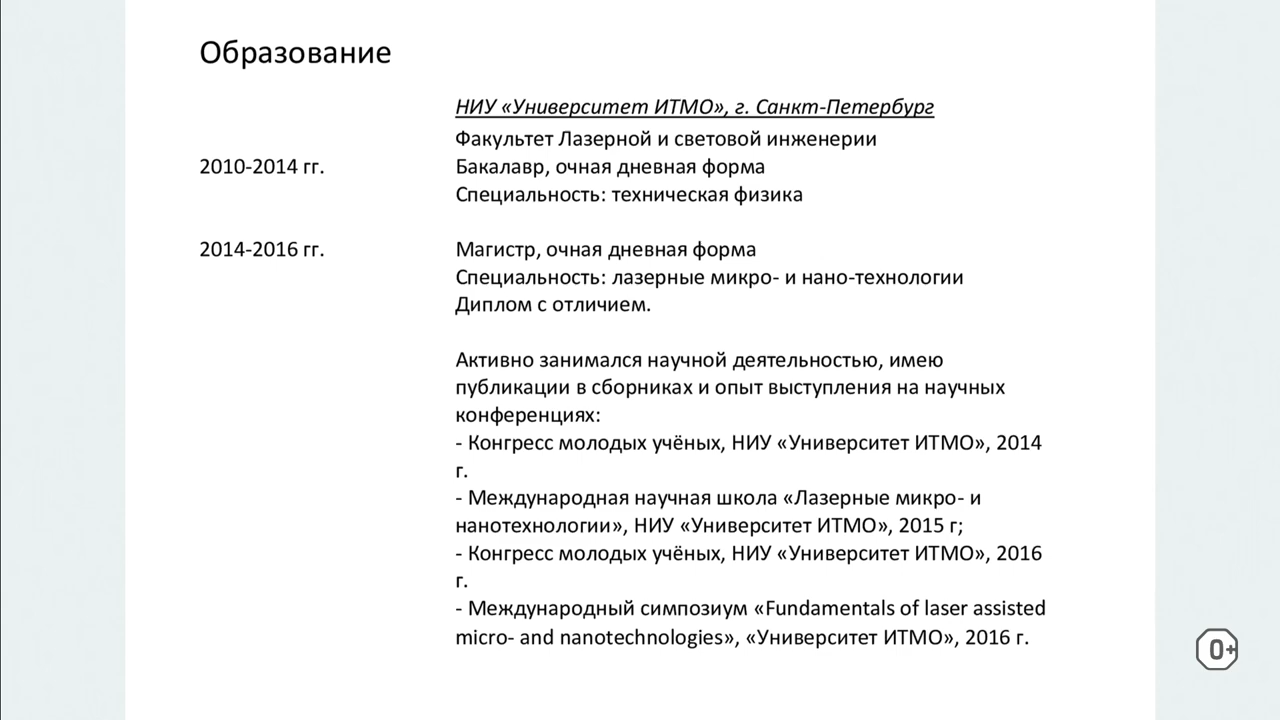 Образование
НИУ «Университет ИТМО», г. Санкт-Петербург
Факультет Лазерной и световой инженерии
2010-2014 гг.
Бакалавр, очная дневная форма
Специальность: техническая физика
2014-2016 гг.
Магистр, очная дневная форма
Специальность: лазерные микро- и нано-технологии
Диплом с отличием.
Активно занимался научной деятельностью, имею
публикации в сборниках и опыт выступления на научных
конференциях:
- Конгресс молодых учёных, НИУ «Университет ИТМО», 2014
г.
- Международная научная школа «Лазерные микро- и
нанотехнологии», НИУ «Университет ИТМО», 2015 г;
- Конгресс молодых учёных, НИУ «Университет ИТМО», 2016
г.
- Международный симпозиум «Fundamentals of laser assisted
micro- and nanotechnologies», «Университет ИТМО», 2016 г.
0+